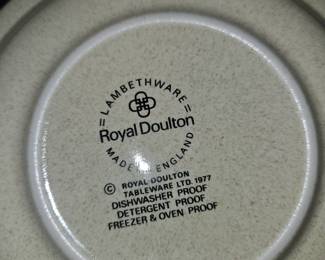 =LAMBETHWARE=
Royal Doulton
MADE IN ENGLAND
© ROYAL DOULTON
TABLEWARE LTD. 1977
DISHWASHER PROOF
DETERGENT PROOF
FREEZER & OVEN PROOF